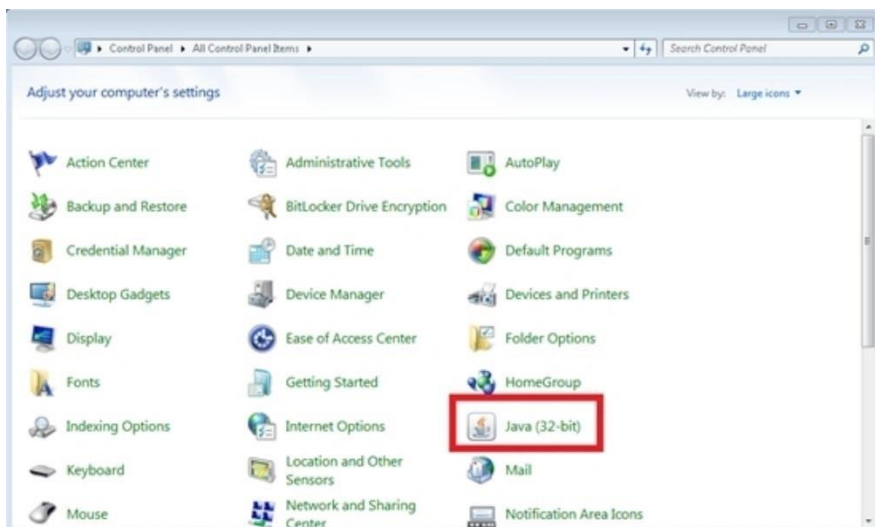 Control Panel ▸ All Control Panel Items ▸
Search Control Panel
Adjust your computer's settings
View by: Large icons
Action Center
Administrative Tools
AutoPlay
Backup and Restore
BitLocker Drive Encryption
Color Management
Credential Manager
Date and Time
Default Programs
Desktop Gadgets
Device Manager
Devices and Printers
Display
Ease of Access Center
Folder Options
Fonts
Getting Started
HomeGroup
Indexing Options
Internet Options
Java (32-bit)
Keyboard
Location and Other
Sensors
Mail
Mouse
Network and Sharing
Center
Notification Area Icons